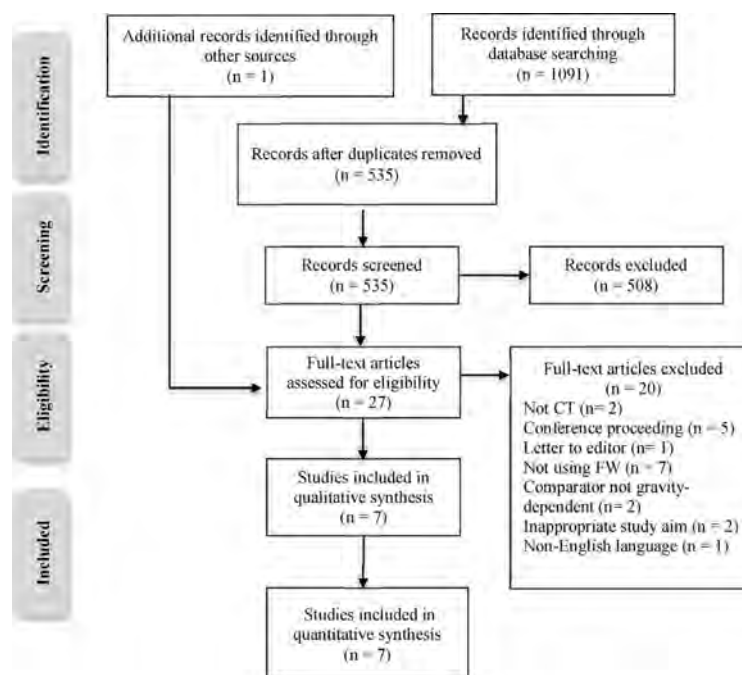 Identification
Additional records identified through
other sources
(n = 1)
Records identified through
database searching
(n = 1091)
Records after duplicates removed
(n = 535)
Screening
Records screened
(n = 535)
Records excluded
(n = 508)
Eligibility
Full-text articles
assessed for eligibility
(n = 27)
Full-text articles excluded
(n = 20)
Not CT (n= 2)
Conference proceeding (n = 5)
Letter to editor (n= 1)
Not using FW (n = 7)
Comparator not gravity-
dependent (n= 2)
Inappropriate study aim (n = 2)
Non-English language (n = 1)
Included
Studies included in
qualitative synthesis
(n = 7)
Studies included in
quantitative synthesis
(n = 7)